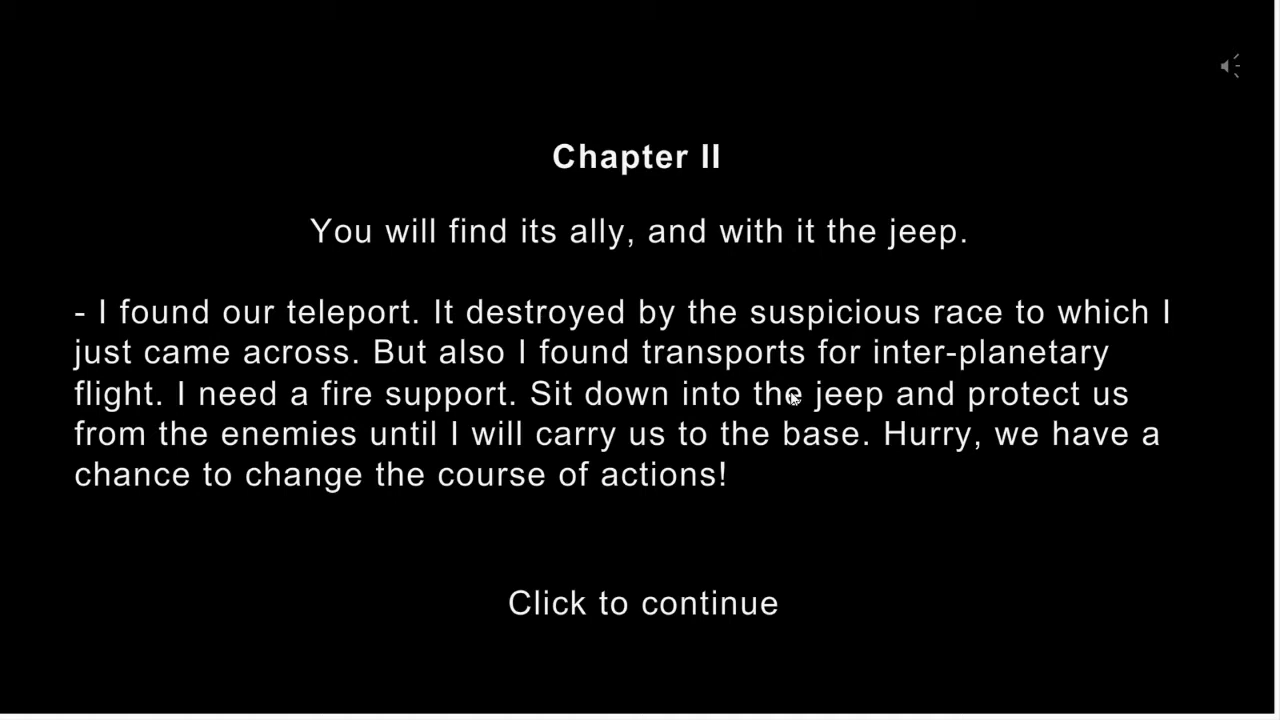 Chapter II
You will find its ally, and with it the jeep.
- I found our teleport. It destroyed by the suspicious race to which I
just came across. But also I found transports for inter-planetary
flight. I need a fire support. Sit down into the jeep and protect us
from the enemies until I will carry us to the base. Hurry, we have a
chance to change the course of actions!
Click to continue